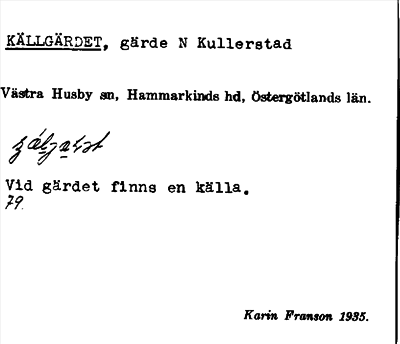 KÄLLGÄRDET, gärde N Kullerstad
Västra Husby sn, Hammarkinds hd, Östergötlands län.
Vid gärdet finns en källa.
79.
Karin Franson 1935.